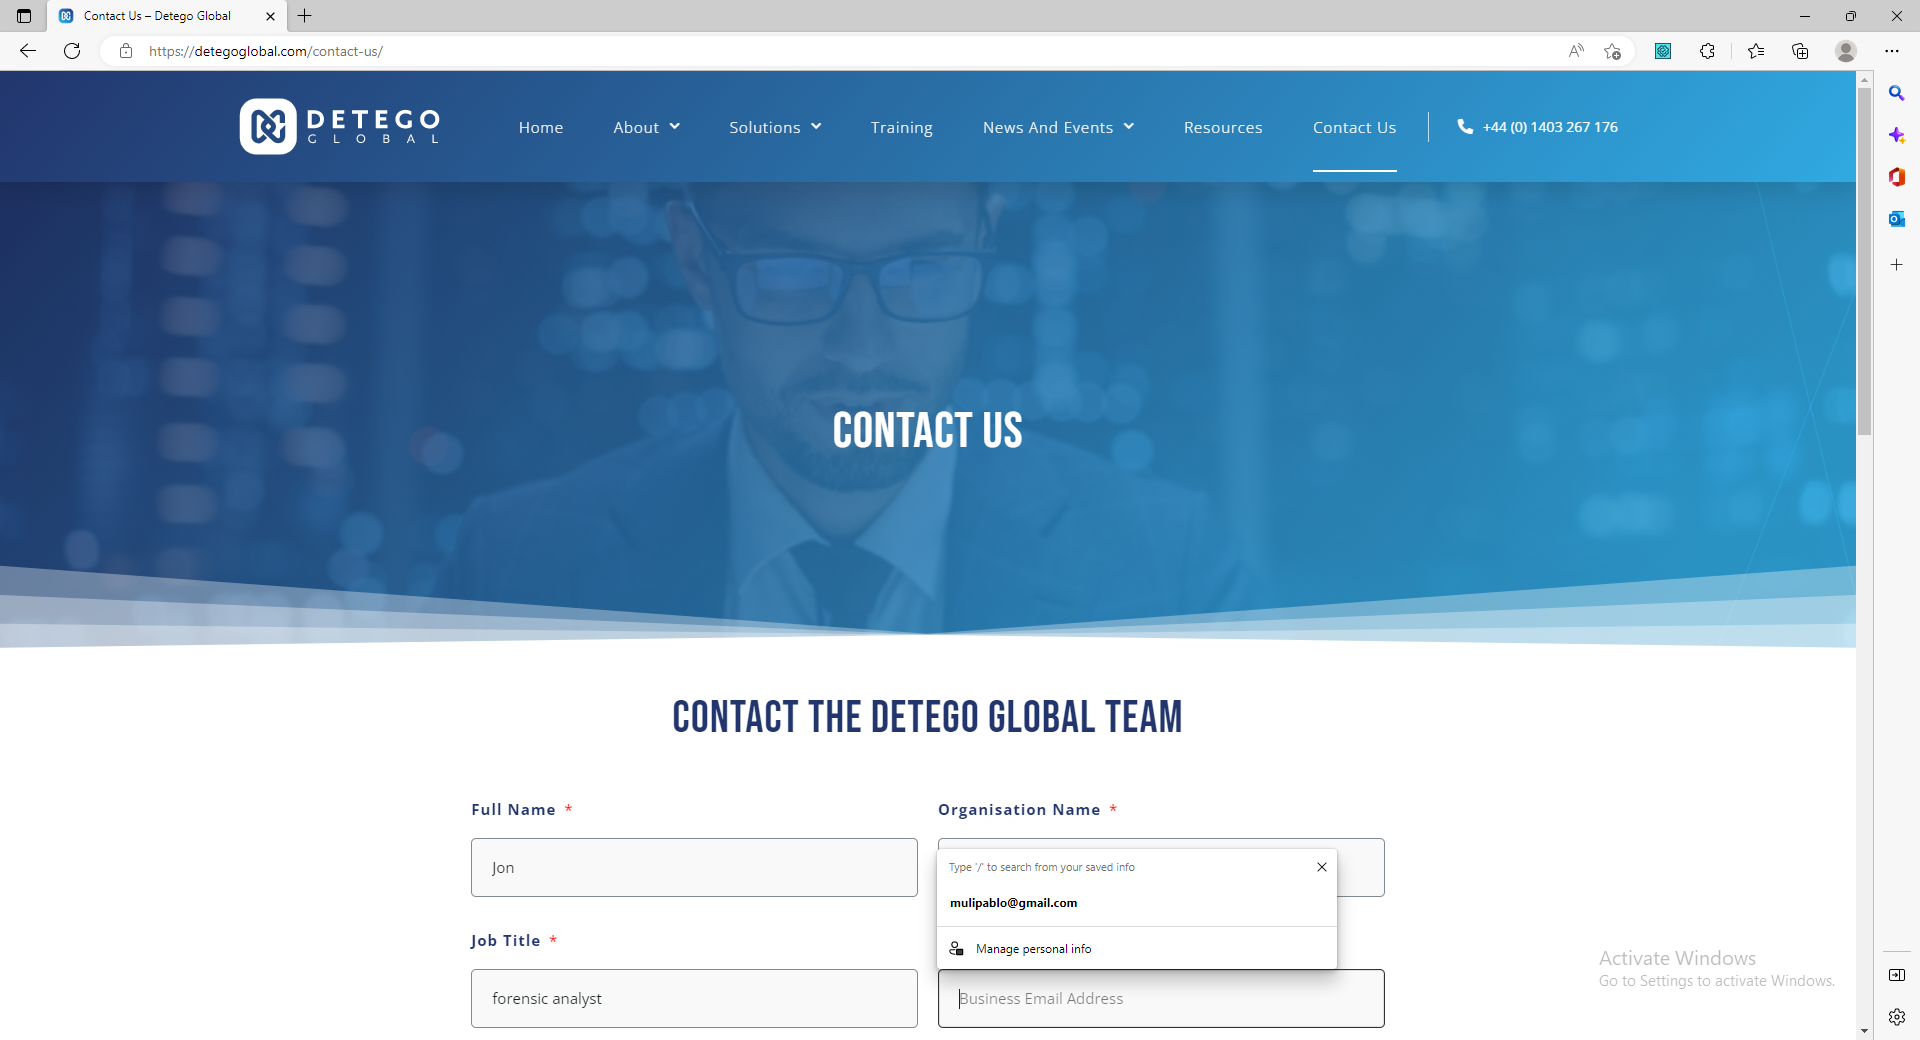 Contact Us – Detego Global
https://detegoglobal.com/contact-us/
DETEGO
GLOBAL
Home
About
Solutions
Training
News And Events
Resources
Contact Us
+44 (0) 1403 267 176
CONTACT US
CONTACT THE DETEGO GLOBAL TEAM
Full Name *
Organisation Name *
Jon
Type '/' to search from your saved info
mulipablo@gmail.com
Manage personal info
Job Title *
forensic analyst
Business Email Address
Activate Windows
Go to Settings to activate Windows.